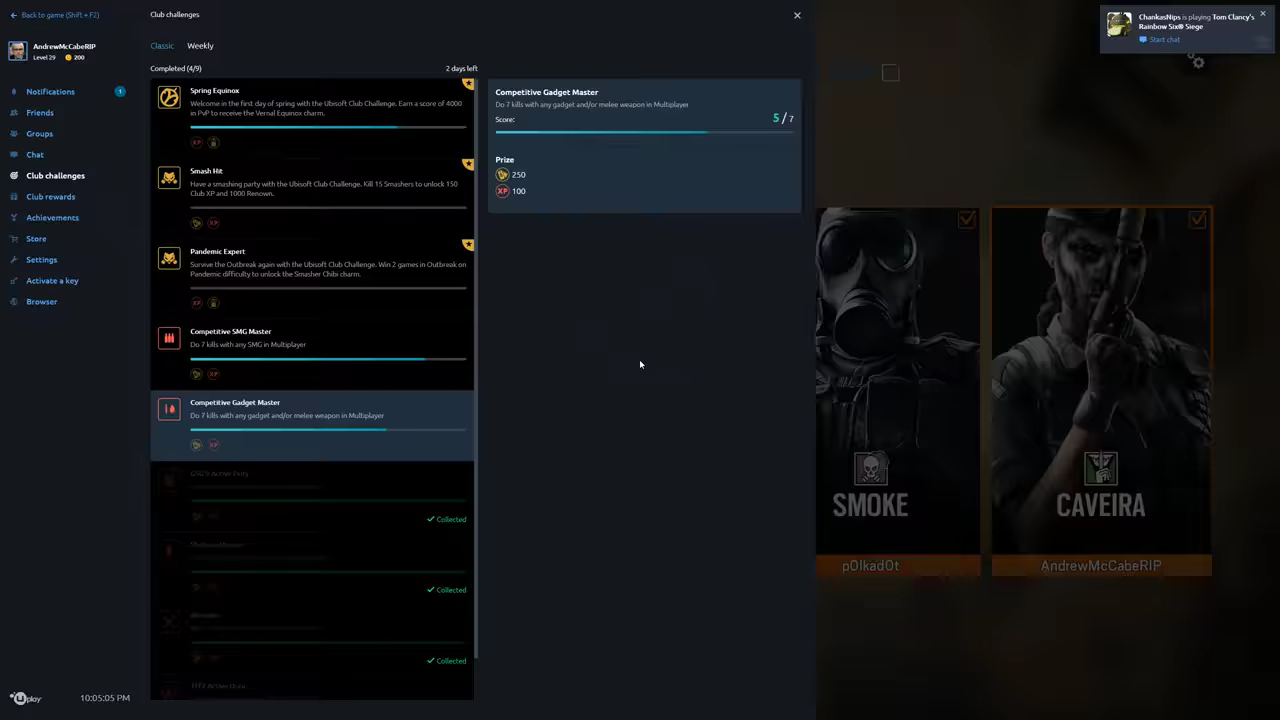 Back to game (Shift + F2)
Club challenges
ChankasNips is playing Tom Clancy's
Rainbow Six® Siege
Start chat
AndrewMcCabeRIP
Level 29
200
Classic
Weekly
Completed (4/9)
2 days left
Notifications
1
Friends
Groups
Chat
Club challenges
Club rewards
Achievements
Store
Settings
Activate a key
Browser
Spring Equinox
Welcome in the first day of spring with the Ubisoft Club Challenge. Earn a score of 4000
in PvP to receive the Vernal Equinox charm.
XP
Smash Hit
Have a smashing party with the Ubisoft Club Challenge. Kill 15 Smashers to unlock 150
Club XP and 1000 Renown.
XP
Pandemic Expert
Survive the Outbreak again with the Ubisoft Club Challenge. Win 2 games in Outbreak on
Pandemic difficulty to unlock the Smasher Chibi charm.
XP
Competitive SMG Master
Do 7 kills with any SMG in Multiplayer
XP
Competitive Gadget Master
Do 7 kills with any gadget and/or melee weapon in Multiplayer
XP
Collected
Collected
Collected
Competitive Gadget Master
Do 7 kills with any gadget and/or melee weapon in Multiplayer
Score:
5 / 7
Prize
250
XP 100
SMOKE
p0lkad0t
CAVEIRA
AndrewMcCabeRIP
Uplay
10:05:05 PM